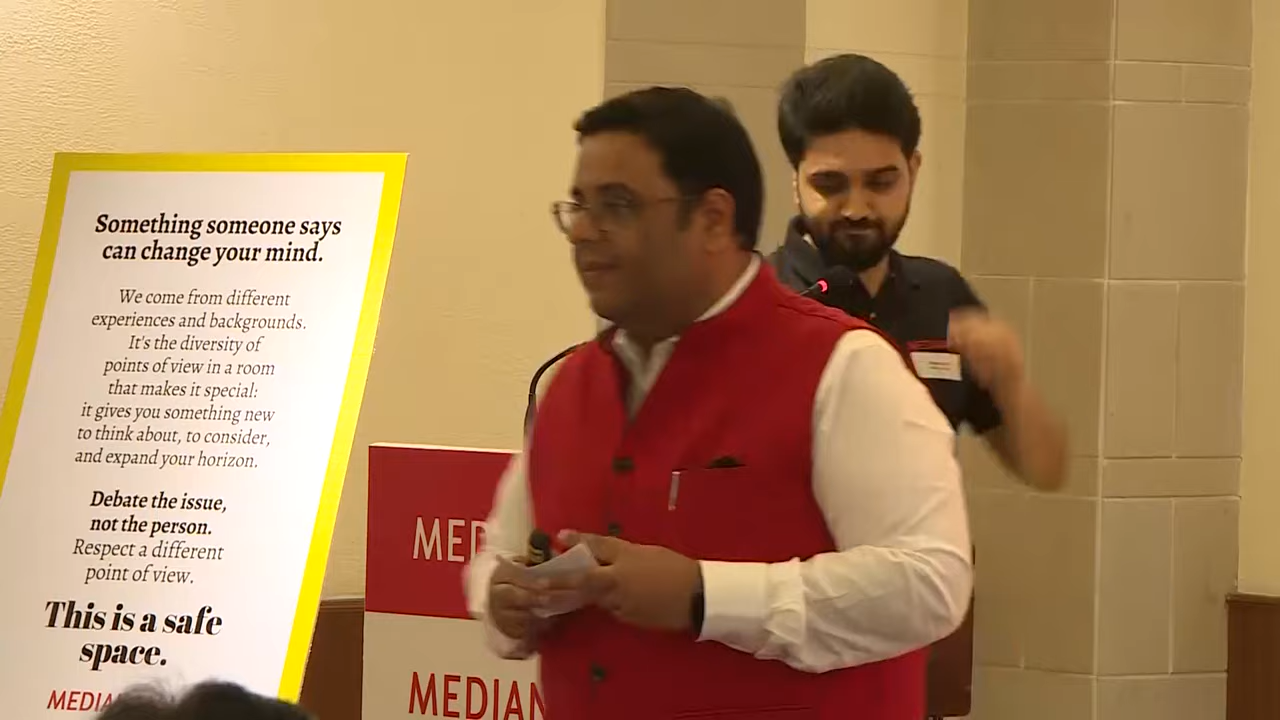 Something someone says
can change your mind.
We come from different
experiences and backgrounds.
It's the diversity of
points of view in a room
that makes it special:
it gives you something new
to think about, to consider,
and expand your horizon.
Debate the issue,
not the person.
Respect a different
point of view.
This is a safe
space.
MEDIA
MED
MEDIAN